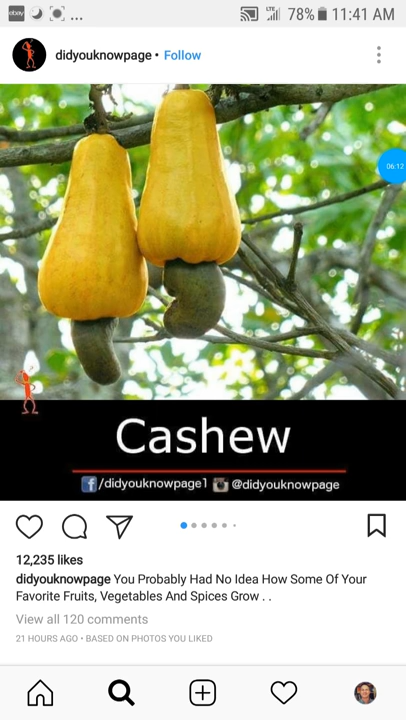 ebay ... LTE 78% 11:41 AM
didyouknowpage • Follow
06:12
Cashew
f/didyouknowpage1 @didyouknowpage
12,235 likes
didyouknowpage You Probably Had No Idea How Some Of Your
Favorite Fruits, Vegetables And Spices Grow . .
View all 120 comments
21 HOURS AGO • BASED ON PHOTOS YOU LIKED